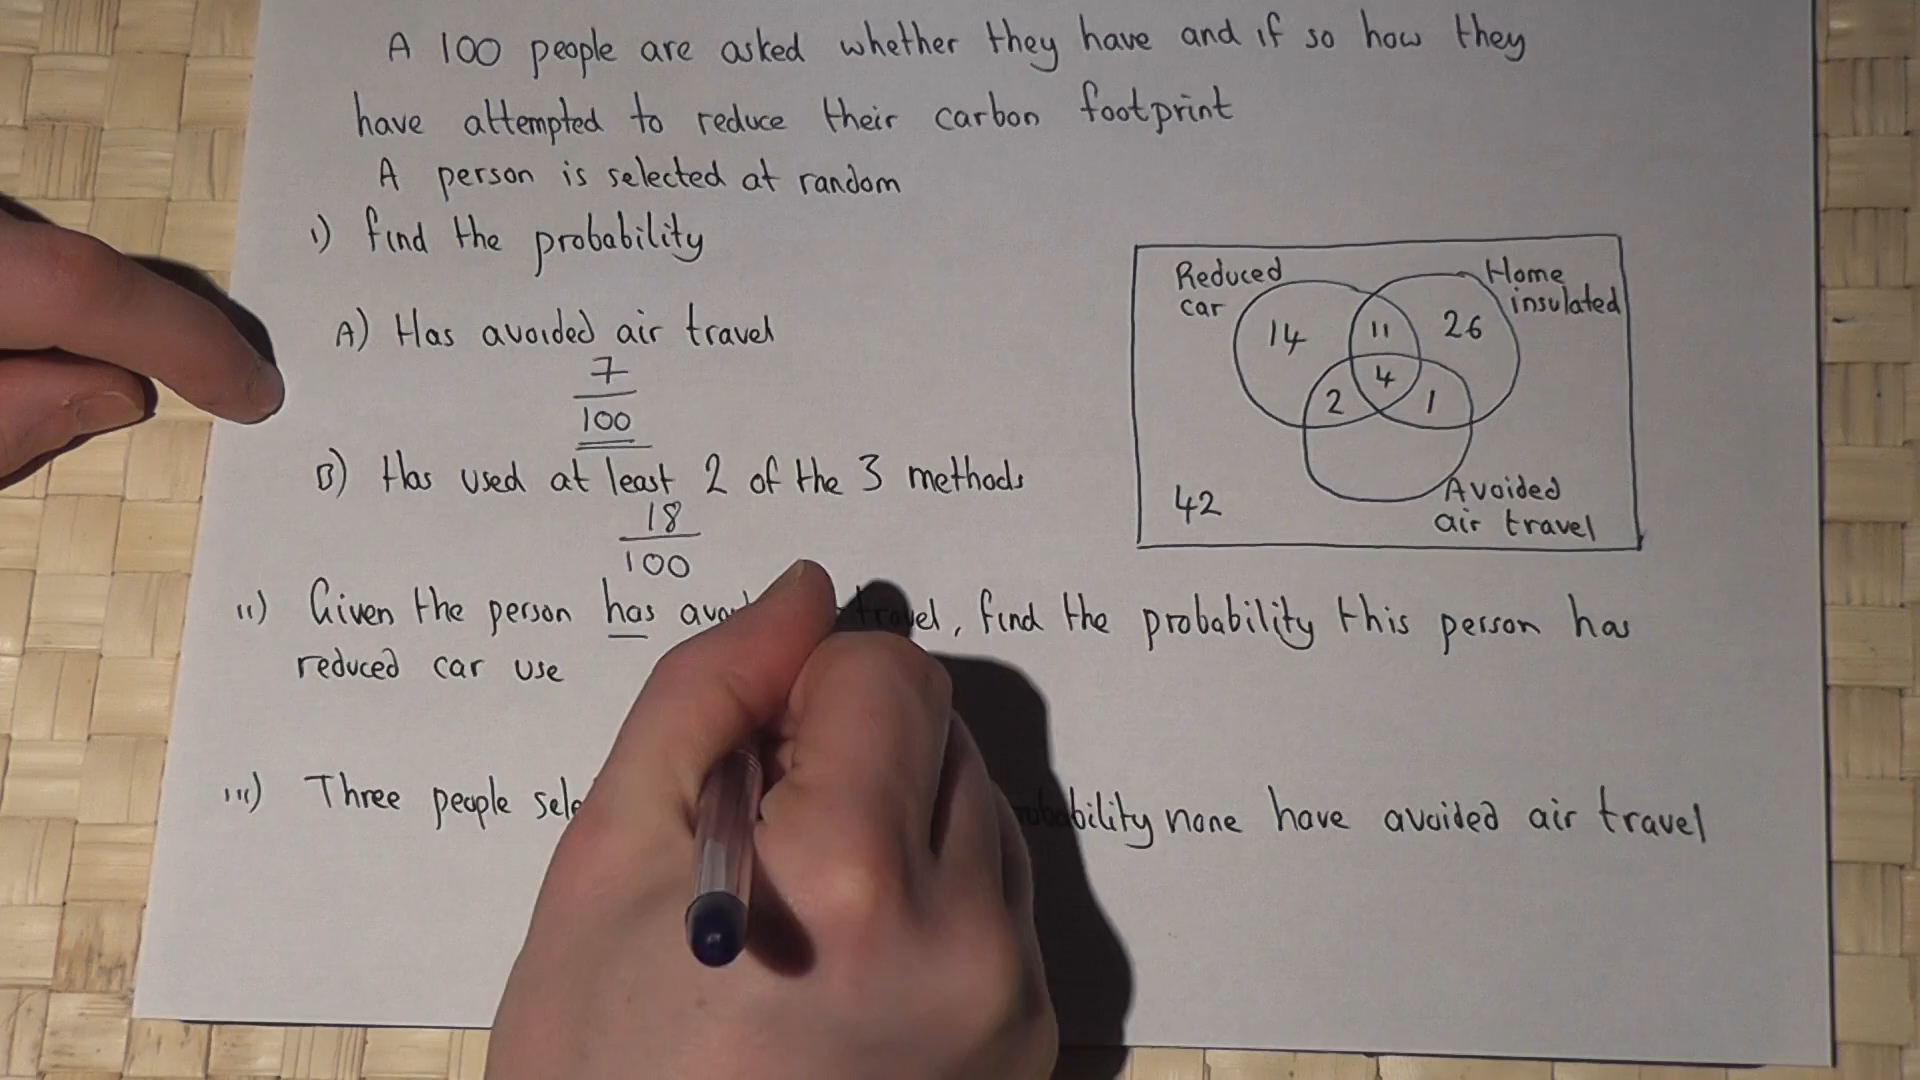 A 100 people are asked whether they have and if so how they
have attempted to reduce their carbon footprint
A person is selected at random
i) find the probability
A) Has avoided air travel
7
100
B) Has used at least 2 of the 3 methods
18
100
Reduced
car
Home
insulated
14
11
26
4
2
1
42
Avoided
air travel
ii) Given the person has travel, find the probability this person has
reduced car use
iii) Three people none have avoided air travel